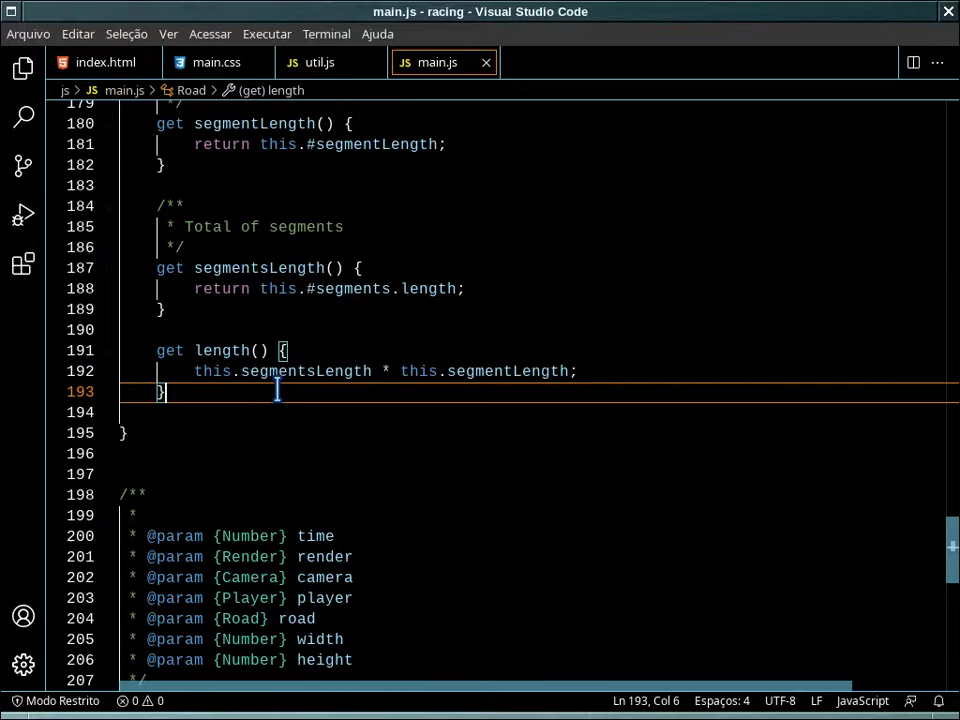 main.js - racing - Visual Studio Code
Arquivo Editar Seleção Ver Acessar Executar Terminal Ajuda
index.html main.css JS util.js JS main.js
js > JS main.js > Road > (get) length
179 */
180 get segmentLength() {
181 return this.#segmentLength;
182 }
183
184 /**
185 * Total of segments
186 */
187 get segmentsLength() {
188 return this.#segments.length;
189 }
190
191 get length() {
192 this.segmentsLength * this.segmentLength;
193 }
194
195 }
196
197
198 /**
199 *
200 * @param {Number} time
201 * @param {Render} render
202 * @param {Camera} camera
203 * @param {Player} player
204 * @param {Road} road
205 * @param {Number} width
206 * @param {Number} height
207 */
Modo Restrito 0 0 Ln 193, Col 6 Espaços: 4 UTF-8 LF JavaScript